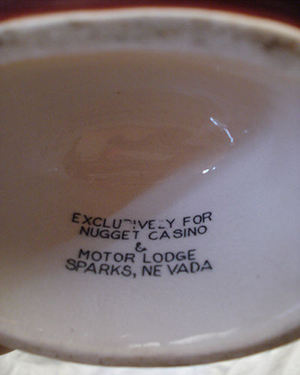 EXCLUSIVELY FOR
NUGGET CASINO
&
MOTOR LODGE
SPARKS, NEVADA